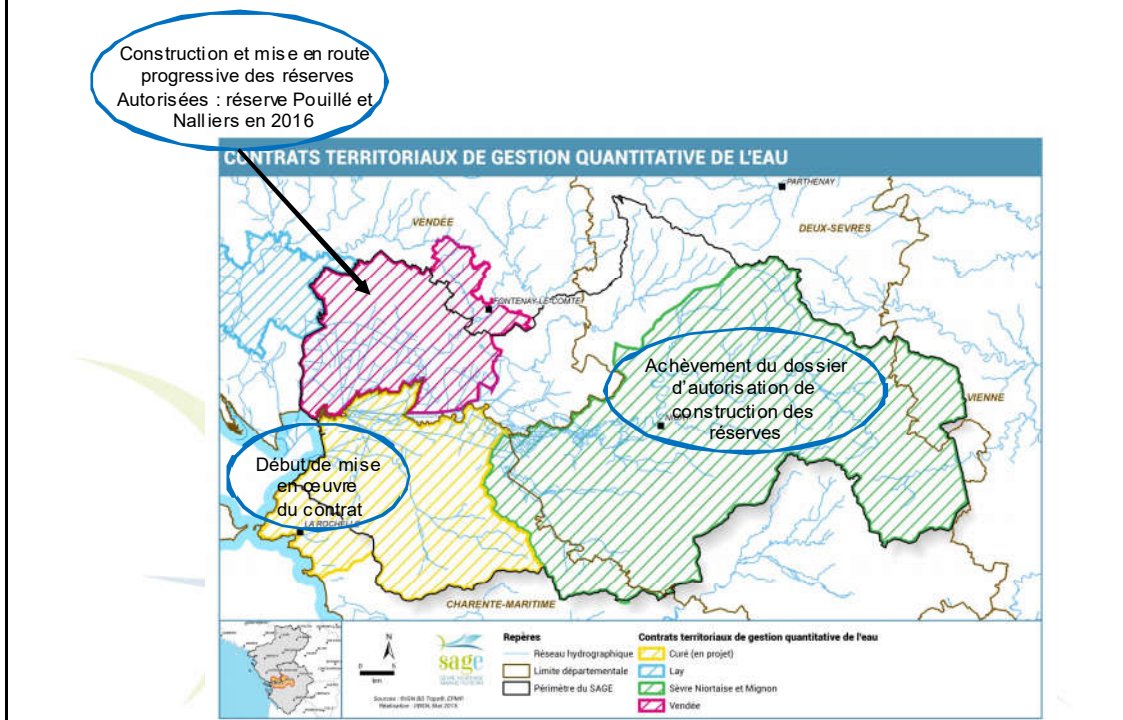 Construction et mise en route
progressive des réserves
Autorisées : réserve Pouillé et
Nalliers en 2016
CONTRATS TERRITORIAUX DE GESTION QUANTITATIVE DE L'EAU
PARTHENAY
VENDÉE
DEUX-SEVRES
FONTENAY-LE-COMTE
Achèvement du dossier
d'autorisation de
construction des
réserves
VIENNE
Début de mise
en œuvre
du contrat
LA ROCHELLE
CHARENTE-MARITIME
N
km
sage
Repères
Réseau hydrographique
Limite départementale
Périmètre du SAGE
Contrats territoriaux de gestion quantitative de l'eau
Curé (en projet)
Lay
Sèvre Niortaise et Mignon
Vendée